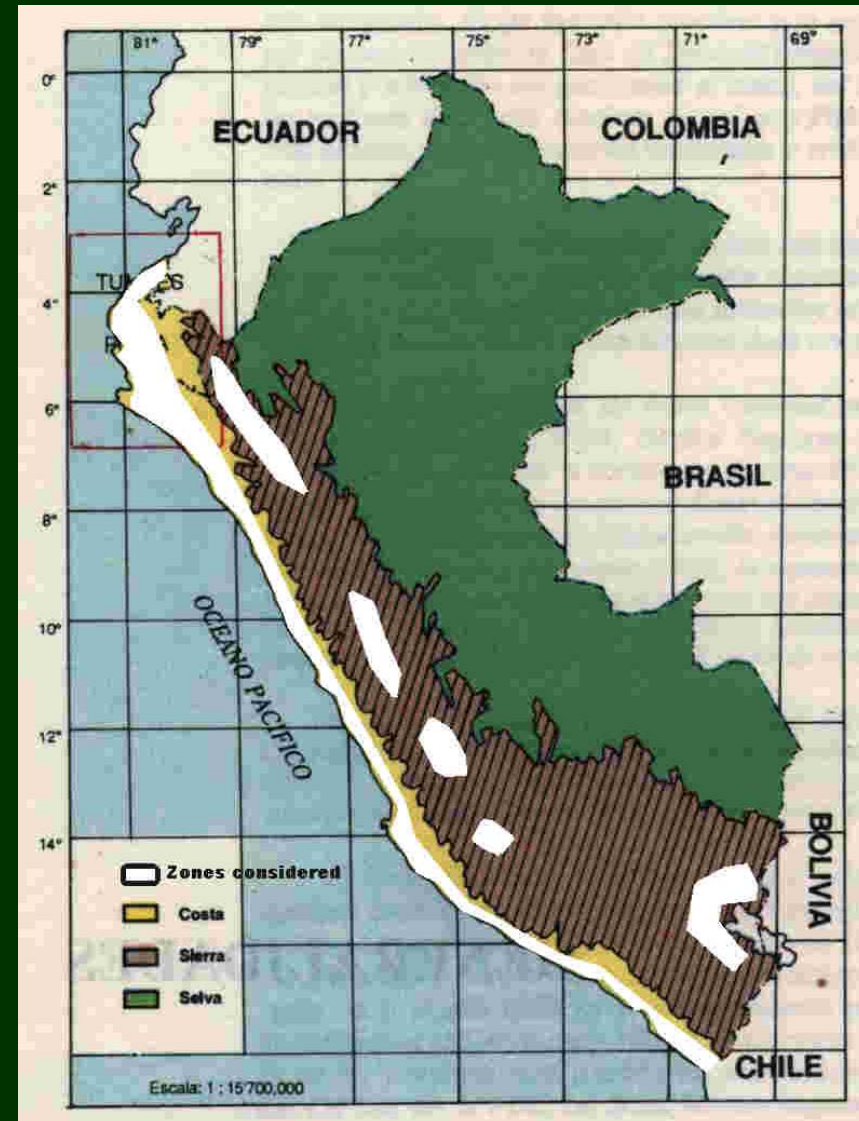 81° 79° 77° 75° 73° 71° 69°
0°
ECUADOR
COLOMBIA
2°
4°
6°
BRASIL
8°
10°
OCEANO PACIFICO
12°
14°
BOLIVIA
Zones considered
Costa
Sierra
Selva
CHILE
Escala: 1 : 15'700,000